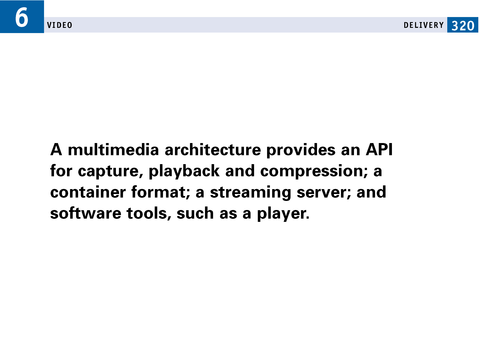 6
VIDEO DELIVERY 320
A multimedia architecture provides an API
for capture, playback and compression; a
container format; a streaming server; and
software tools, such as a player.